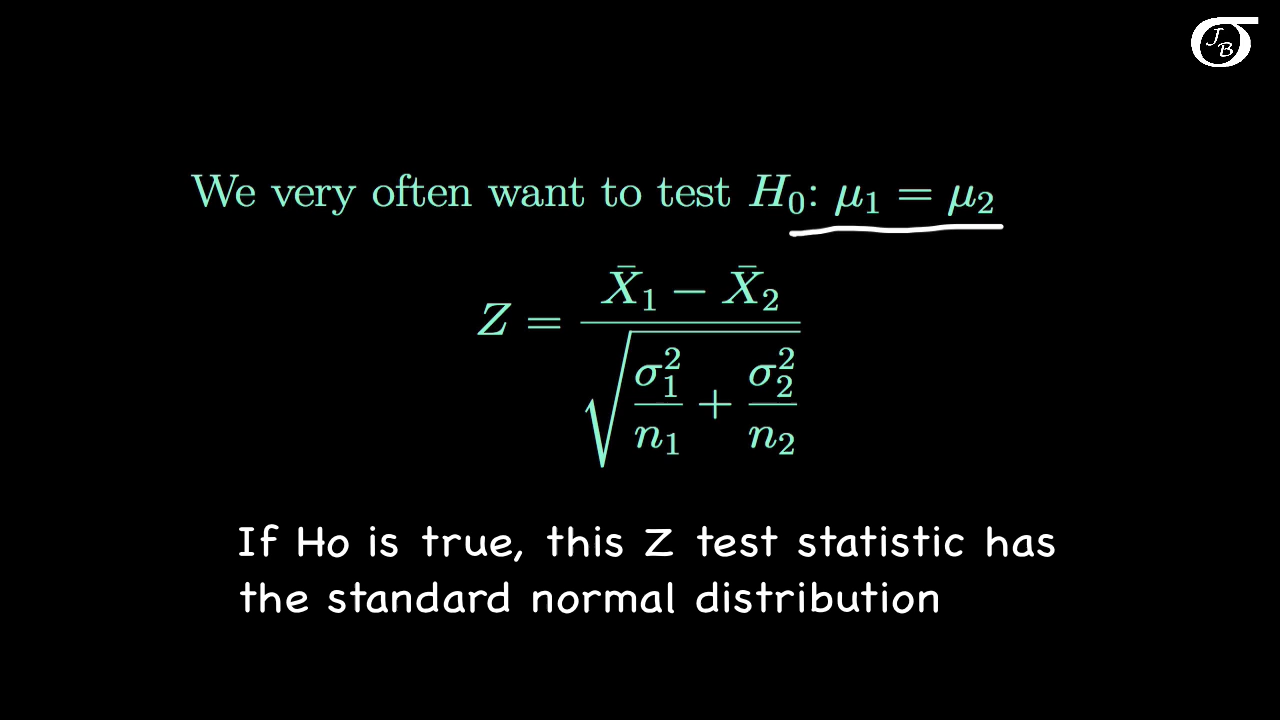 JB
We very often want to test H₀: μ₁ = μ₂
Z = (X̄₁ − X̄₂) / √(σ₁²/n₁ + σ₂²/n₂)
If Ho is true, this Z test statistic has
the standard normal distribution